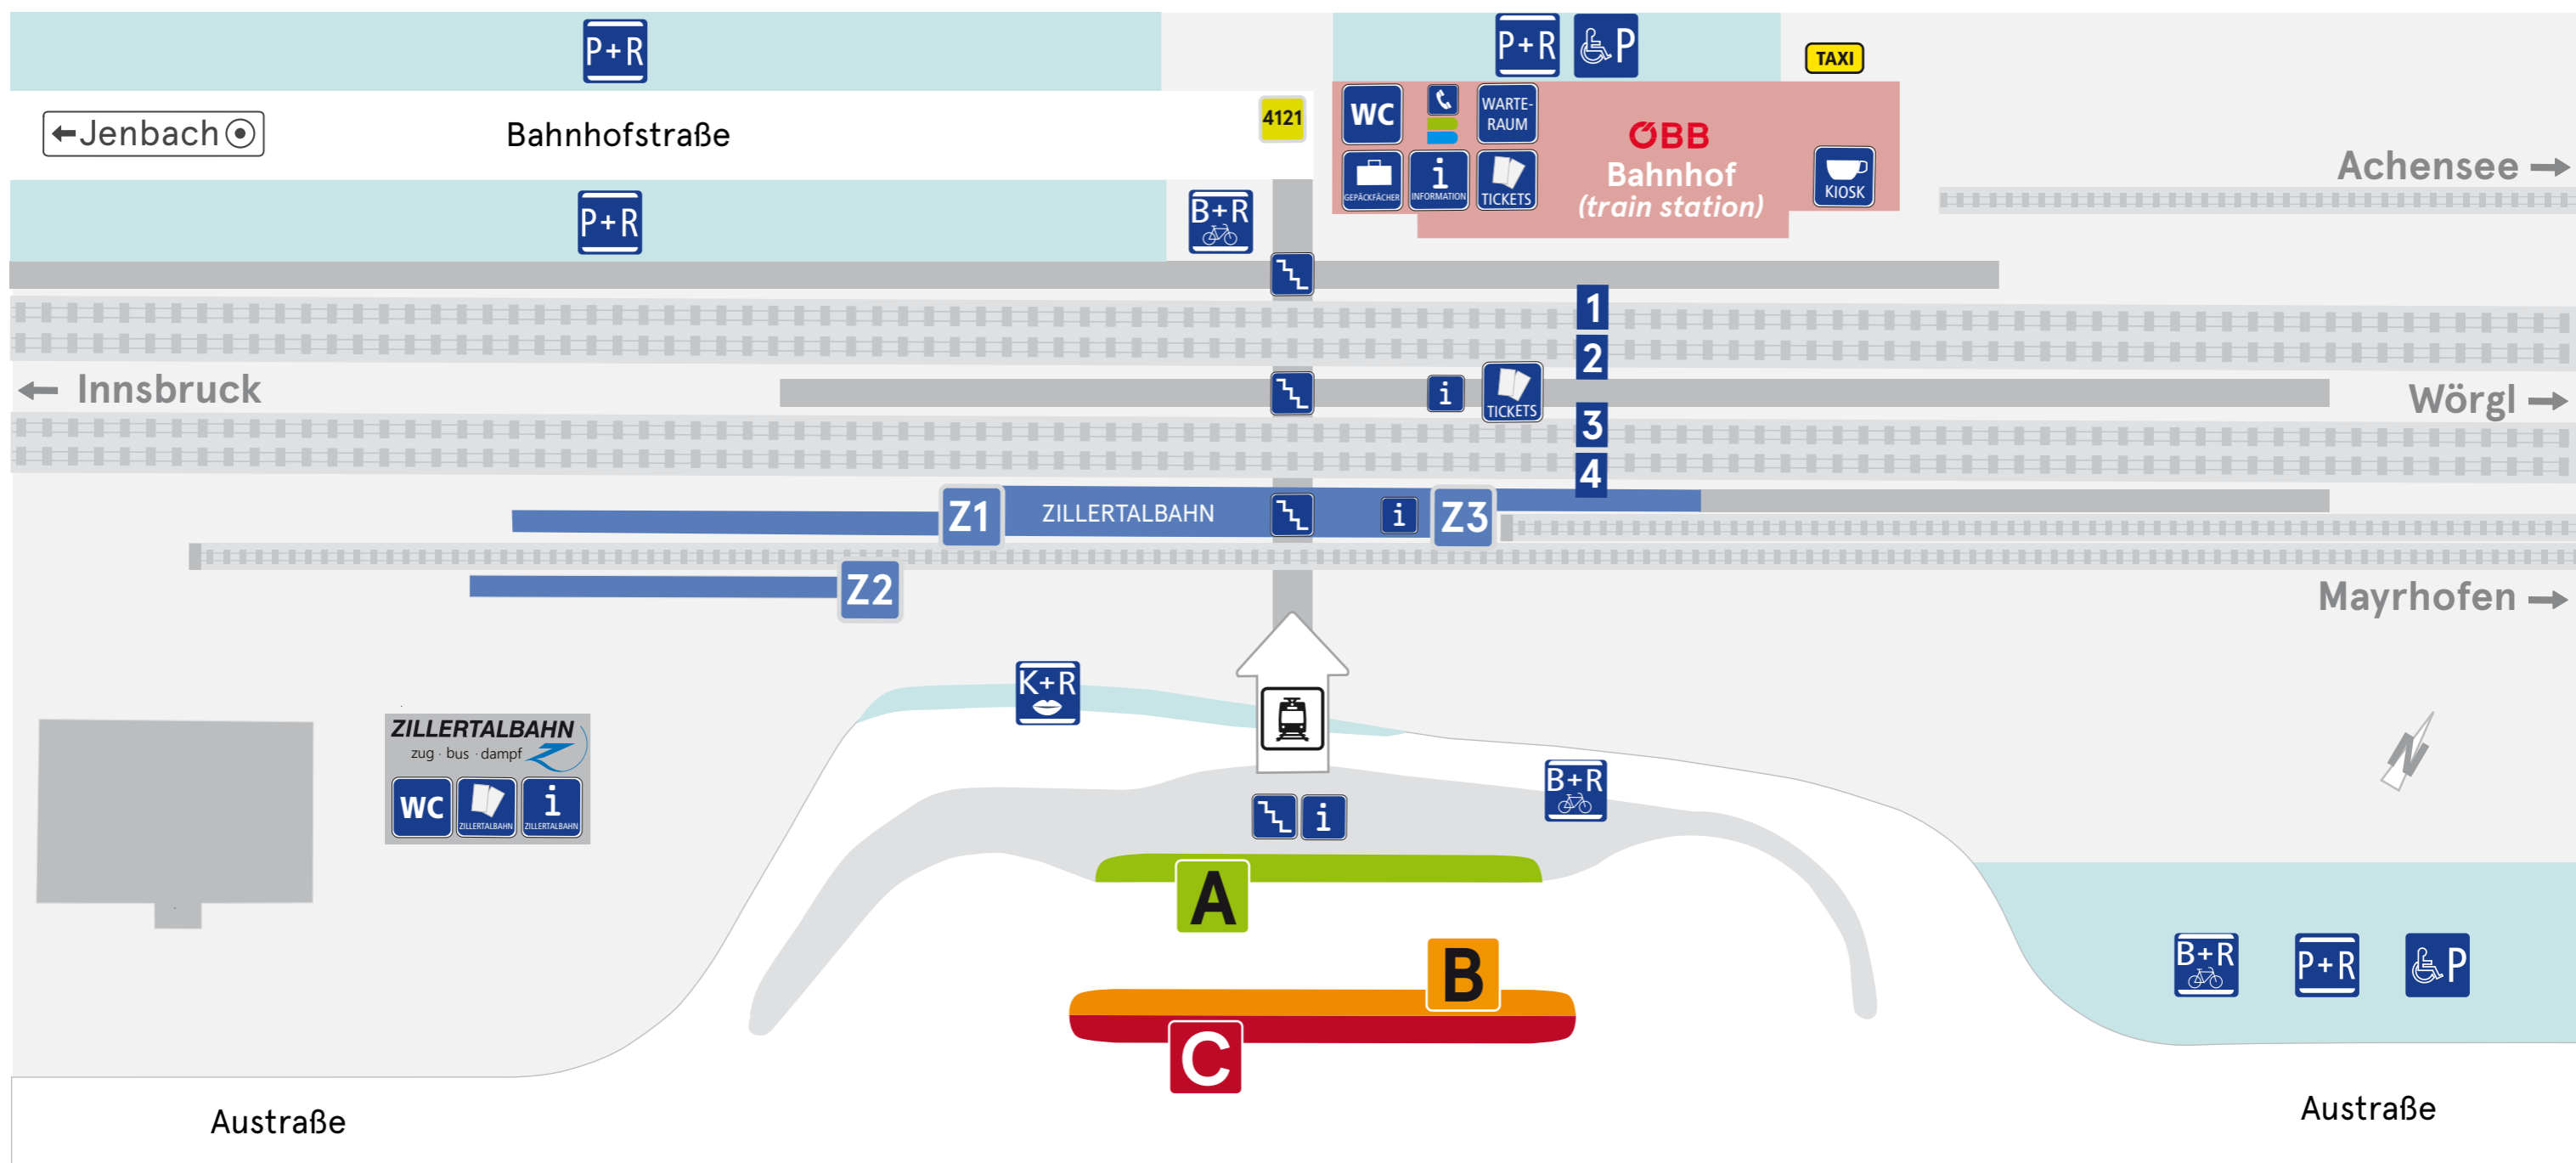 P+R
P+R
P
TAXI
←Jenbach
Bahnhofstraße
4121
WC
WARTE-
RAUM
ÖBB
Bahnhof
(train station)
GEPÄCKFÄCHER
i
INFORMATION
TICKETS
KIOSK
Achensee →
P+R
B+R
1
2
← Innsbruck
i
TICKETS
Wörgl →
3
4
Z1
ZILLERTALBAHN
i
Z3
Z2
Mayrhofen →
K+R
ZILLERTALBAHN
zug · bus · dampf
WC
ZILLERTALBAHN
i
ZILLERTALBAHN
B+R
i
N
A
B
C
B+R
P+R
P
Austraße
Austraße